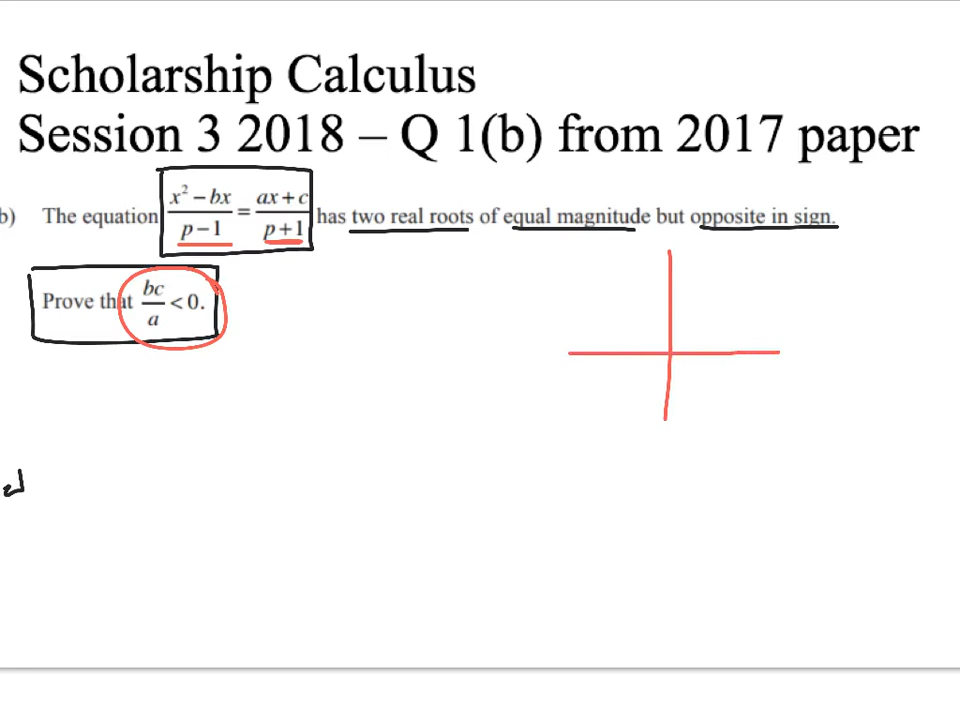 Scholarship Calculus
Session 3 2018 – Q 1(b) from 2017 paper
b) The equation (x² – bx)/(p – 1) = (ax + c)/(p + 1) has two real roots of equal magnitude but opposite in sign.
Prove that bc/a < 0.